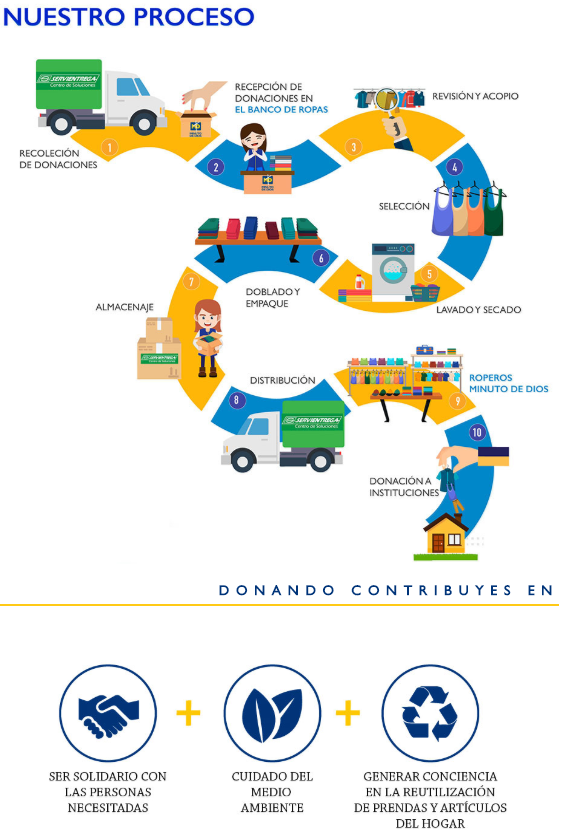 NUESTRO PROCESO
SERVIENTREGA
Centro de Soluciones
RECOLECIÓN
DE DONACIONES
1
RECEPCIÓN DE
DONACIONES EN
EL BANCO DE ROPAS
2
3
REVISIÓN Y ACOPIO
4
SELECCIÓN
5
LAVADO Y SECADO
6
DOBLADO Y
EMPAQUE
7
ALMACENAJE
SERVIENTREGA
8
DISTRIBUCIÓN
SERVIENTREGA
Centro de Soluciones
ROPEROS
MINUTO DE DIOS
9
10
DONACIÓN A
INSTITUCIONES
DONANDO CONTRIBUYES EN
SER SOLIDARIO CON
LAS PERSONAS
NECESITADAS
+
CUIDADO DEL
MEDIO
AMBIENTE
+
GENERAR CONCIENCIA
EN LA REUTILIZACIÓN
DE PRENDAS Y ARTÍCULOS
DEL HOGAR